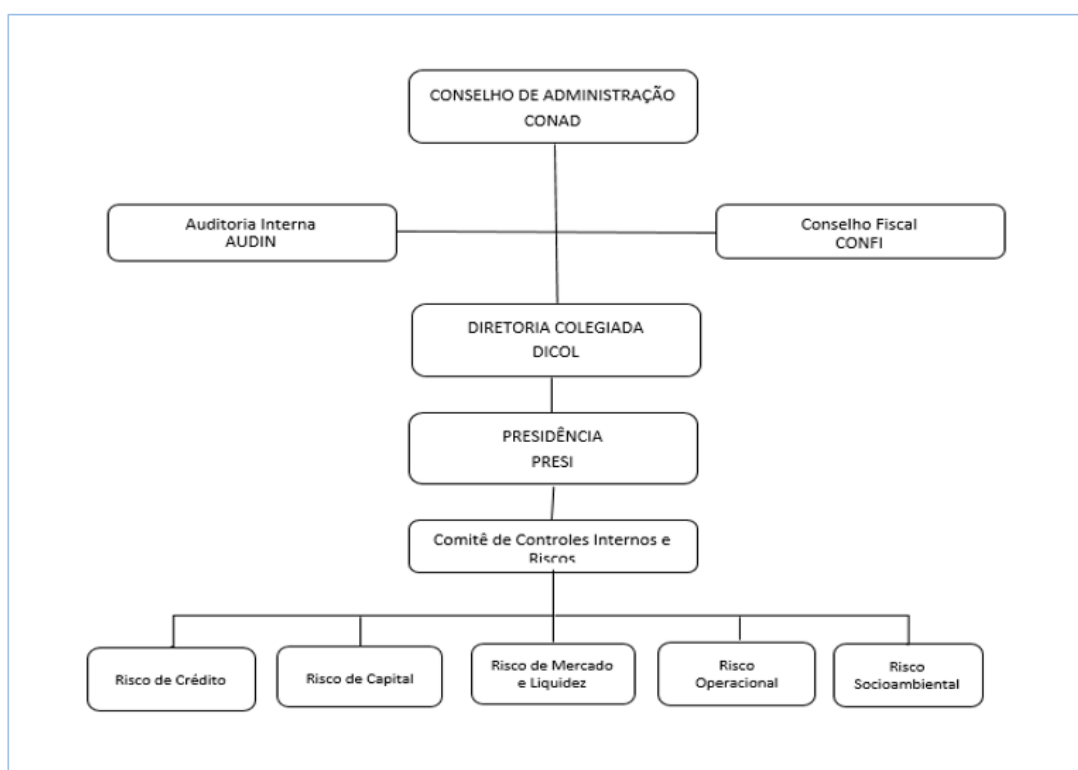 CONSELHO DE ADMINISTRAÇÃO
CONAD
Auditoria Interna
AUDIN
Conselho Fiscal
CONFI
DIRETORIA COLEGIADA
DICOL
PRESIDÊNCIA
PRESI
Comitê de Controles Internos e
Riscos
Risco de Crédito
Risco de Capital
Risco de Mercado
e Liquidez
Risco
Operacional
Risco
Socioambiental